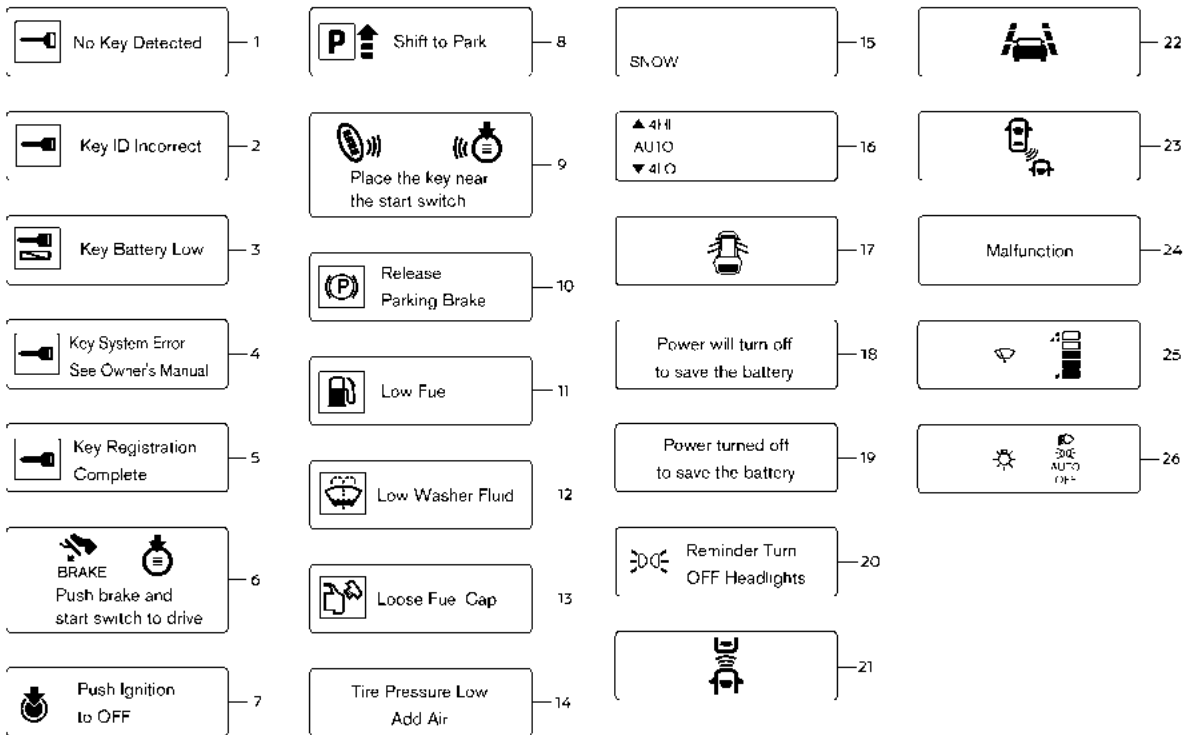 No Key Detected
1
Key ID Incorrect
2
Key Battery Low
3
Key System Error
See Owner's Manual
4
Key Registration
Complete
5
BRAKE
Push brake and
start switch to drive
6
Push Ignition
to OFF
7
P
Shift to Park
8
Place the key near
the start switch
9
P
Release
Parking Brake
10
Low Fue
11
Low Washer Fluid
12
Loose Fue Cap
13
Tire Pressure Low
Add Air
14
SNOW
15
▲ 4HI
AUTO
▼ 4LO
16
17
Power will turn off
to save the battery
18
Power turned off
to save the battery
19
Reminder Turn
OFF Headlights
20
21
22
23
Malfunction
24
25
AUTO
OFF
26